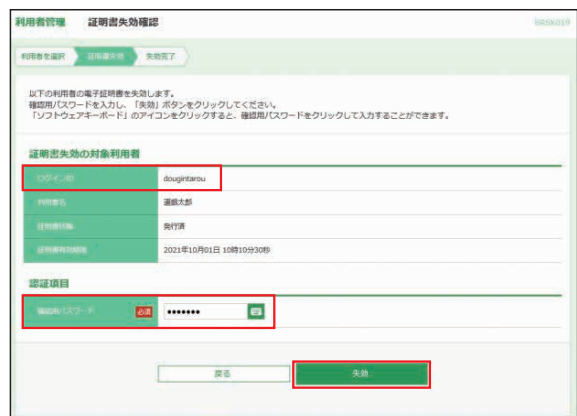 利用者管理 証明書失効確認 BRSK019
利用者を選択 証明書失効 失効完了
以下の利用者の電子証明書を失効します。
確認用パスワードを入力し、「失効」ボタンをクリックしてください。
「ソフトウェアキーボード」のアイコンをクリックすると、確認用パスワードをクリックして入力することができます。
証明書失効の対象利用者
ログインID dougintarou
利用者名 道銀太郎
証明書状態 発行済
証明書有効期限 2021年10月01日 10時10分30秒
認証項目
確認用パスワード 必須 •••••••
戻る 失効